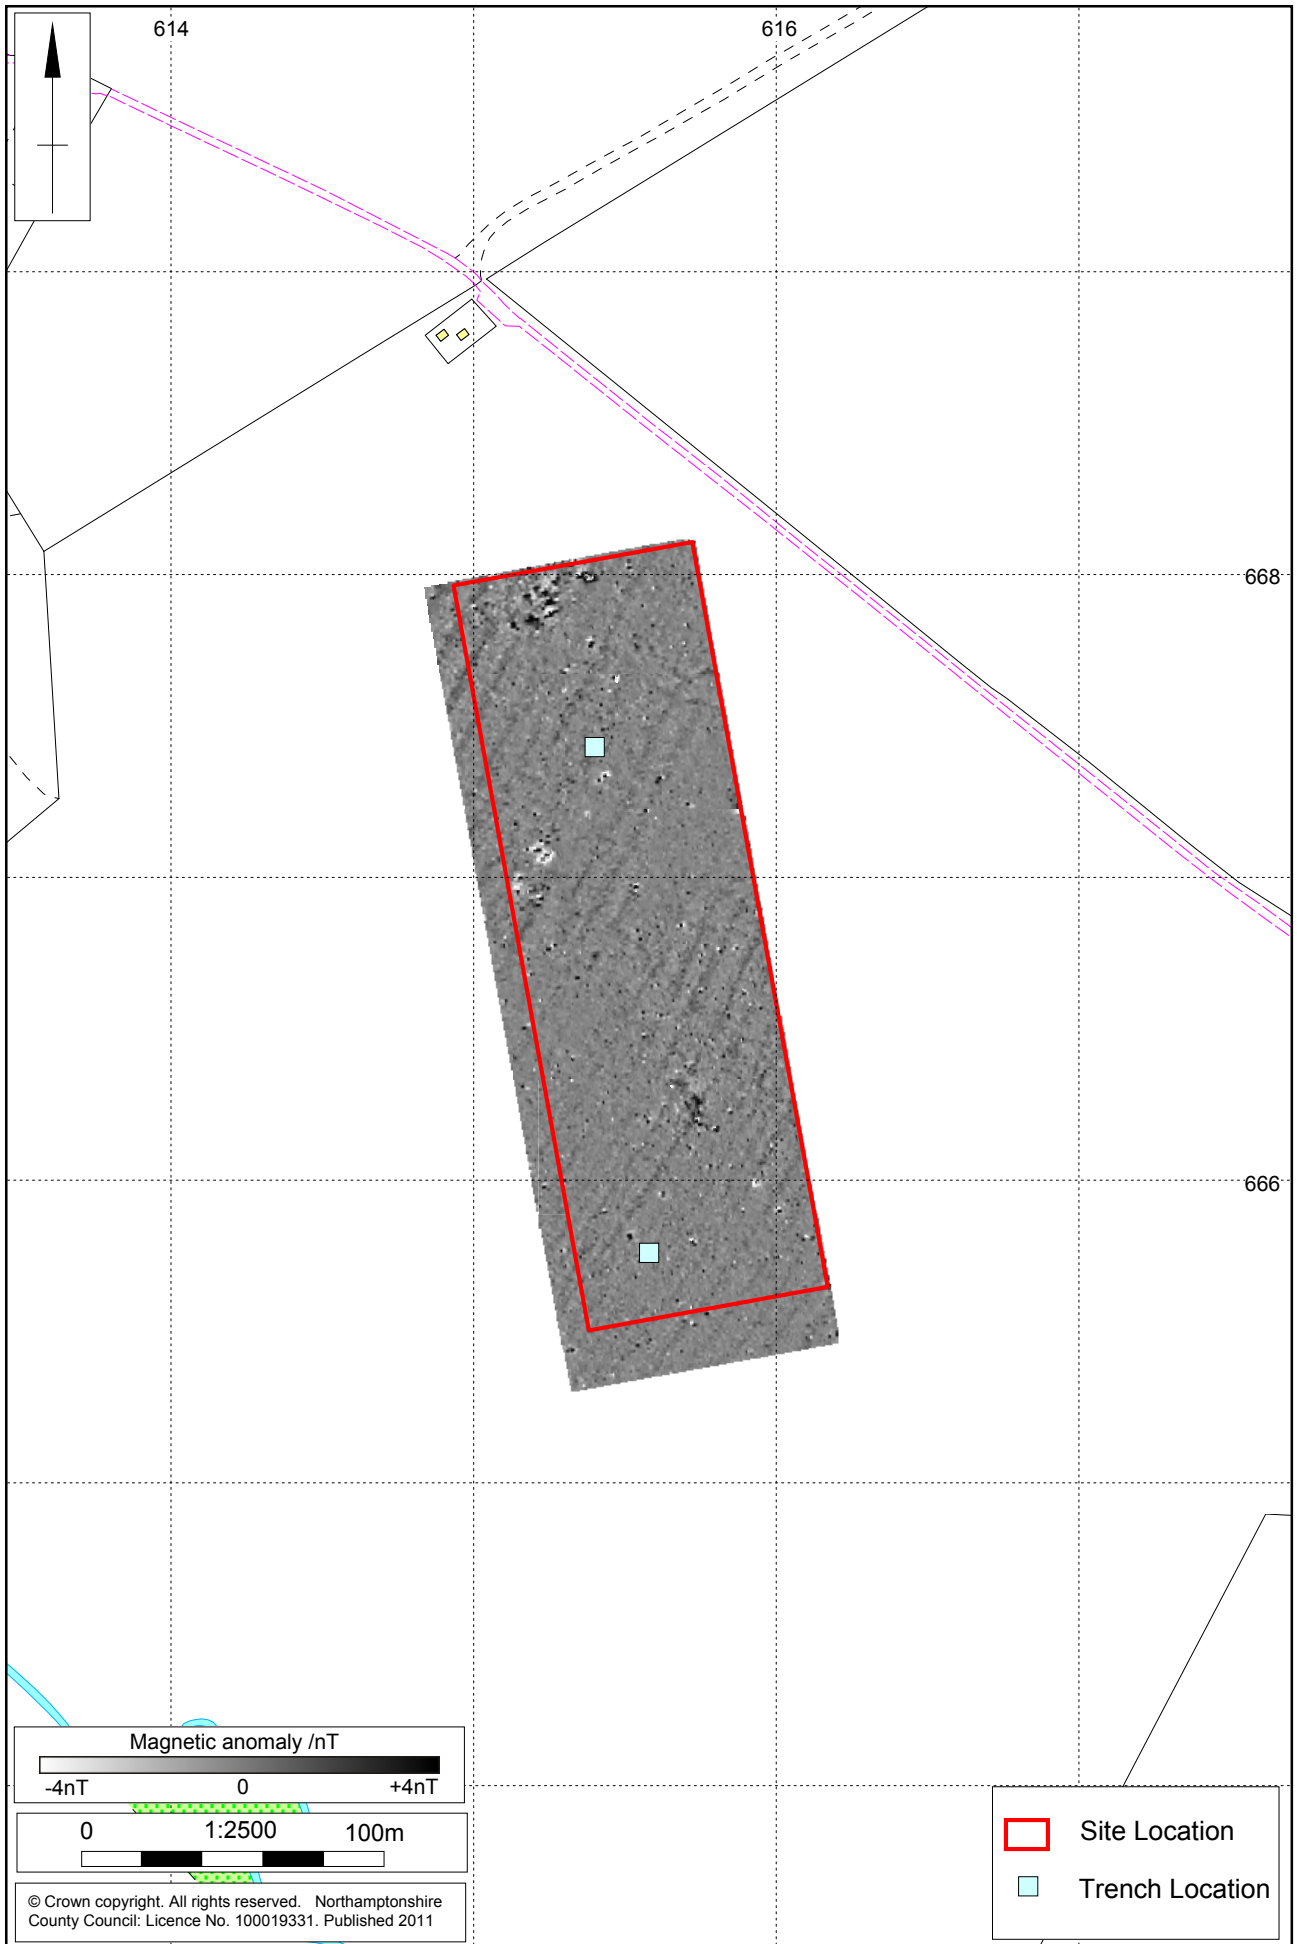 614
616
668
666
Magnetic anomaly /nT
-4nT 0 +4nT
0 1:2500 100m
© Crown copyright. All rights reserved. Northamptonshire
County Council: Licence No. 100019331. Published 2011
Site Location
Trench Location